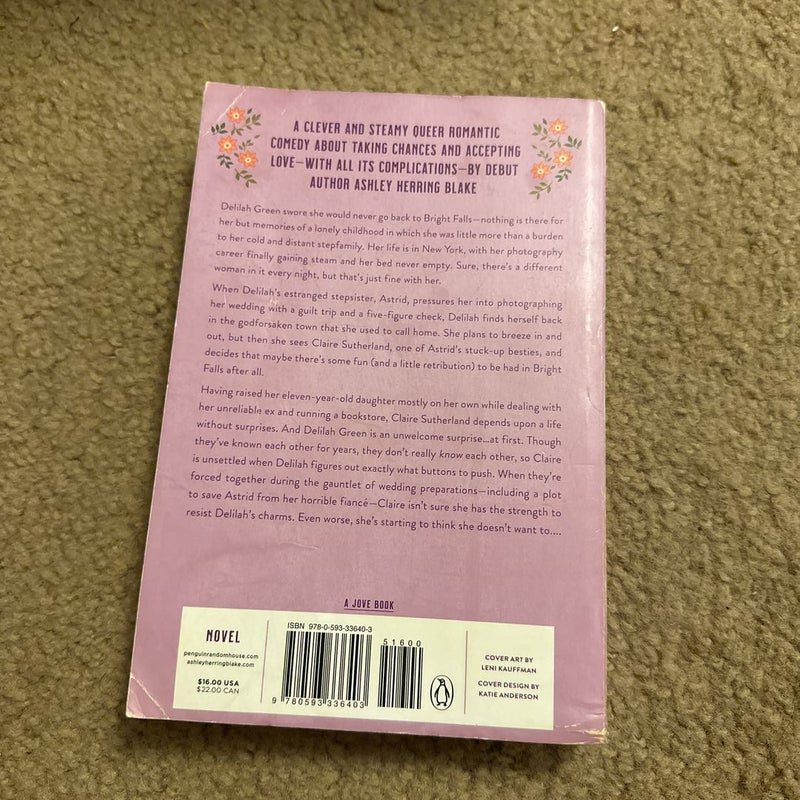 A CLEVER AND STEAMY QUEER ROMANTIC
COMEDY ABOUT TAKING CHANCES AND ACCEPTING
LOVE—WITH ALL ITS COMPLICATIONS—BY DEBUT
AUTHOR ASHLEY HERRING BLAKE
Delilah Green swore she would never go back to Bright Falls—nothing is there for
her but memories of a lonely childhood in which she was little more than a burden
to her cold and distant stepfamily. Her life is in New York, with her photography
career finally gaining steam and her bed never empty. Sure, there's a different
woman in it every night, but that's just fine with her.
When Delilah's estranged stepsister, Astrid, pressures her into photographing
her wedding with a guilt trip and a five-figure check, Delilah finds herself back
in the godforsaken town that she used to call home. She plans to breeze in and
out, but then she sees Claire Sutherland, one of Astrid's stuck-up besties, and
decides that maybe there's some fun (and a little retribution) to be had in Bright
Falls after all.
Having raised her eleven-year-old daughter mostly on her own while dealing with
her unreliable ex and running a bookstore, Claire Sutherland depends upon a life
without surprises. And Delilah Green is an unwelcome surprise...at first. Though
they've known each other for years, they don't really know each other, so Claire
is unsettled when Delilah figures out exactly what buttons to push. When they're
forced together during the gauntlet of wedding preparations—including a plot
to save Astrid from her horrible fiancé—Claire isn't sure she has the strength to
resist Delilah's charms. Even worse, she's starting to think she doesn't want to....
A JOVE BOOK
NOVEL
penguinrandomhouse.com
ashleyherringblake.com
$16.00 USA
$22.00 CAN
ISBN 978-0-593-33640-3
51600
9 780593 336403
COVER ART BY
LENI KAUFFMAN
COVER DESIGN BY
KATIE ANDERSON